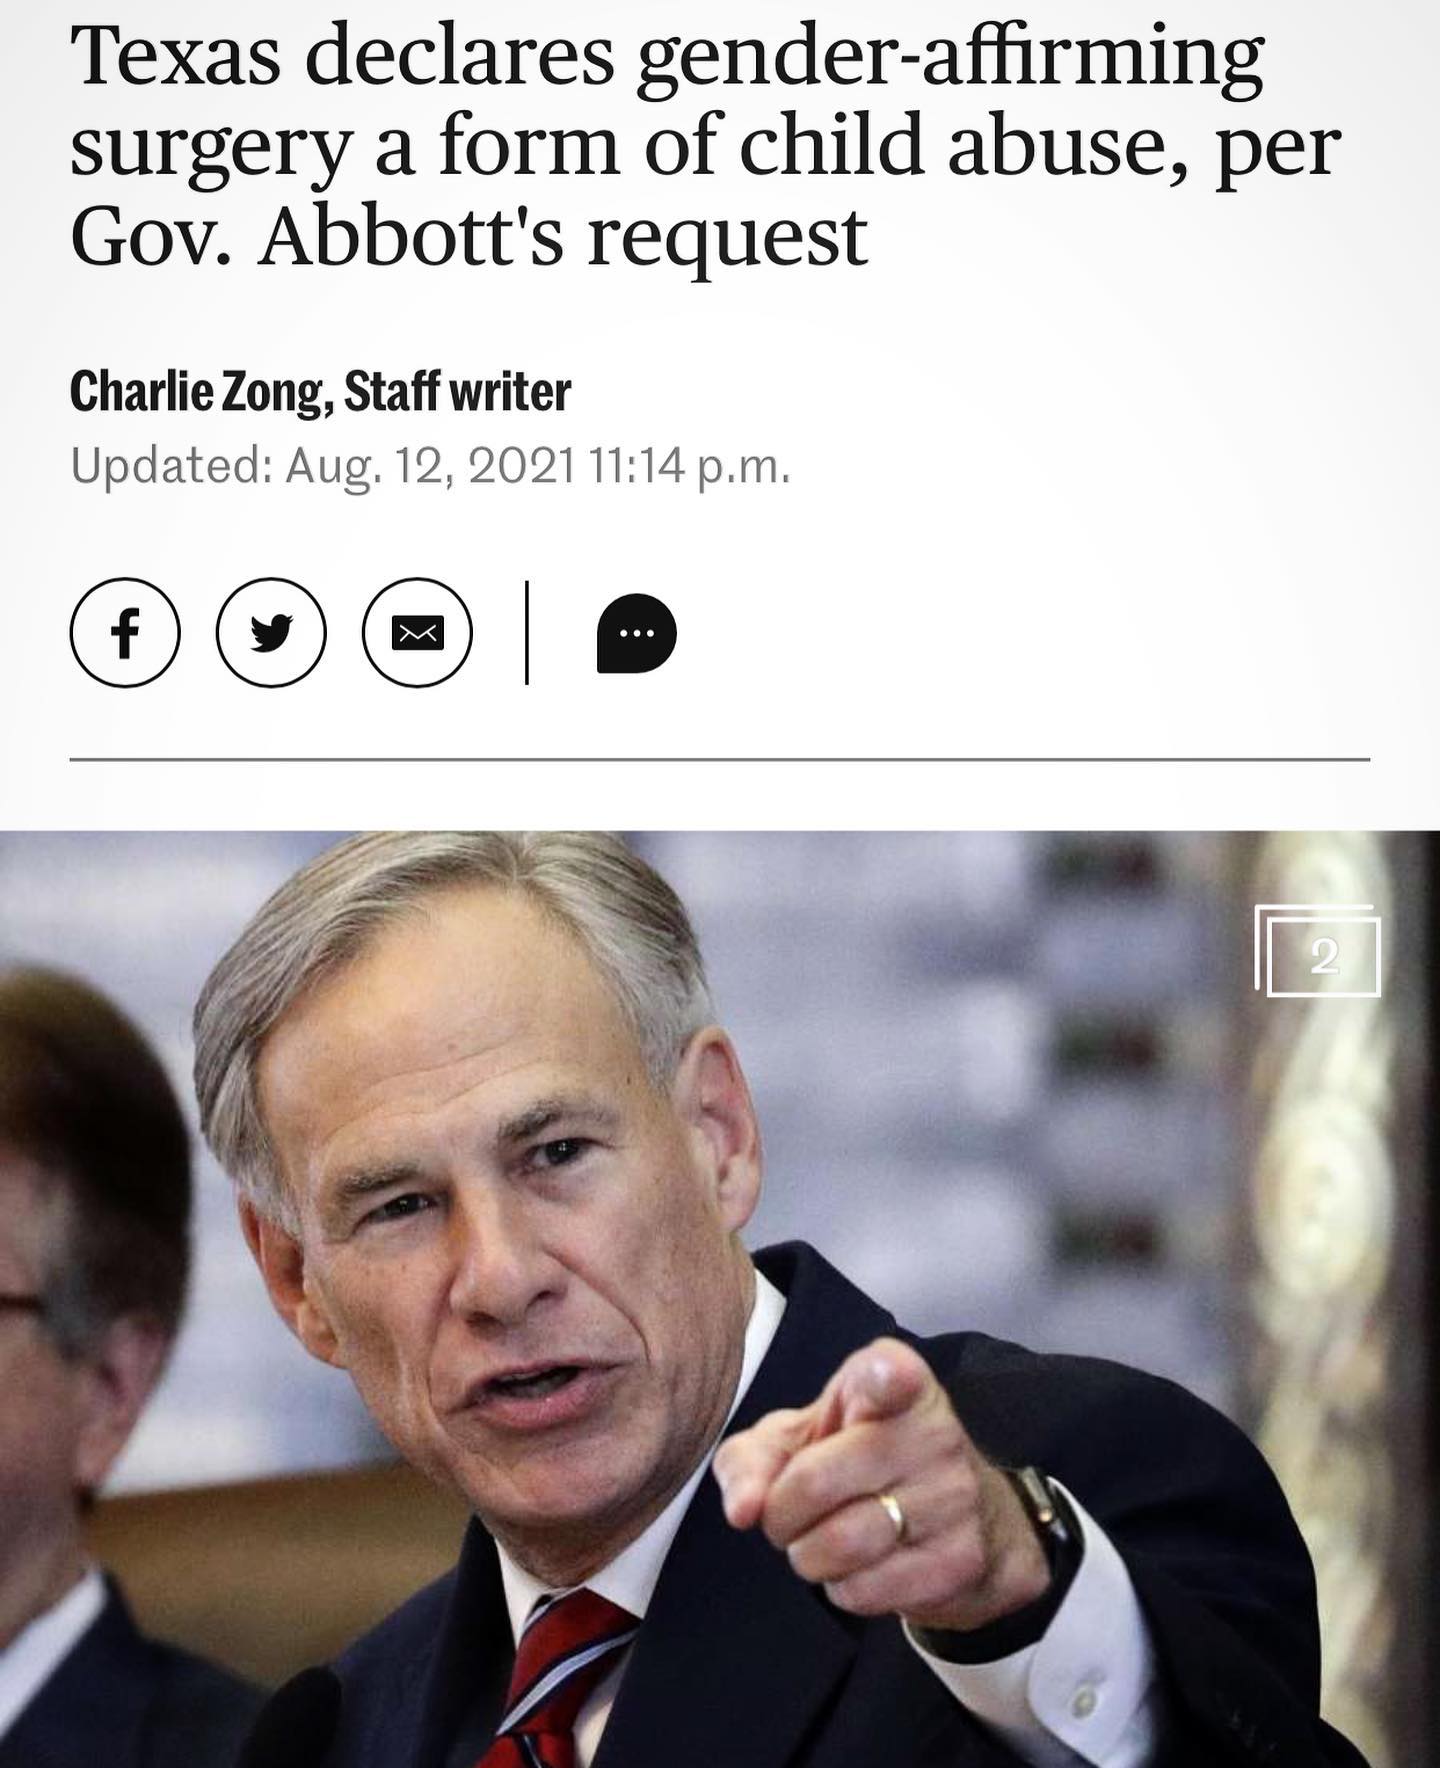 Texas declares gender-affirming
surgery a form of child abuse, per
Gov. Abbott's request
Charlie Zong, Staff writer
Updated: Aug. 12, 2021 11:14 p.m.
2